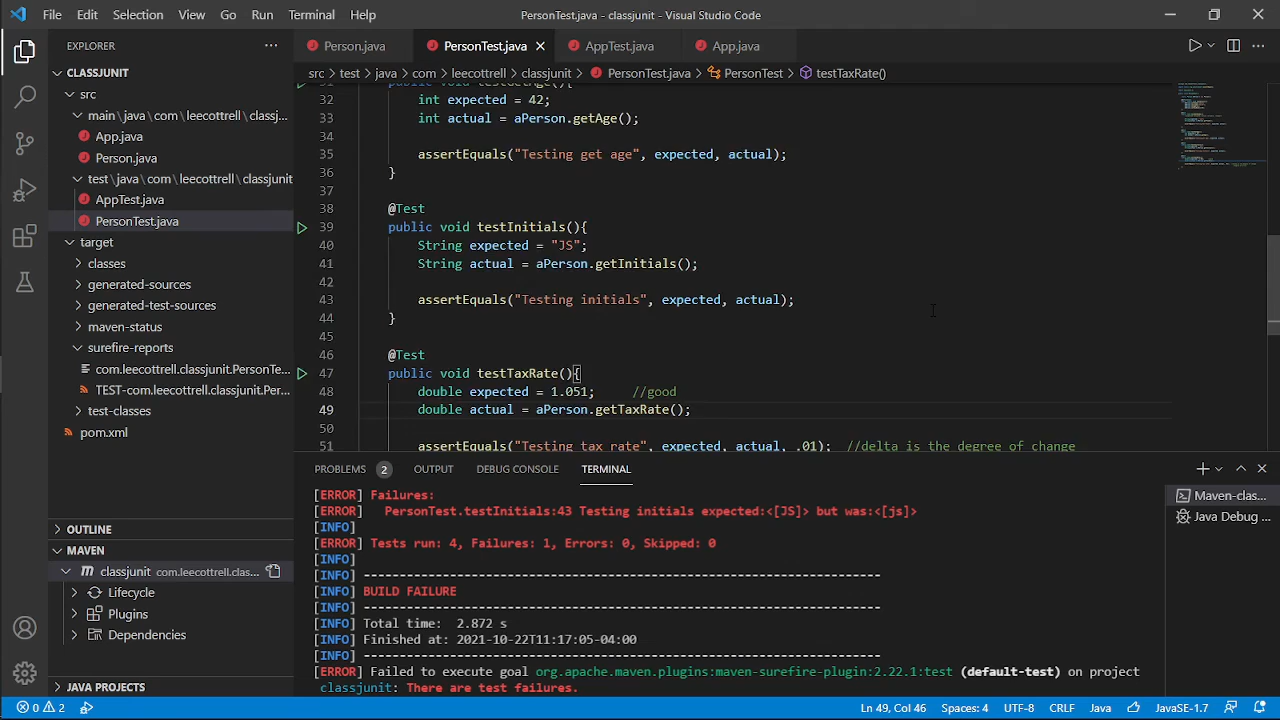 File Edit Selection View Go Run Terminal Help PersonTest.java - classjunit - Visual Studio Code
EXPLORER
CLASSJUNIT
src
main\java\com\leecottrell\classj...
App.java
Person.java
test\java\com\leecottrell\classjunit
AppTest.java
PersonTest.java
target
classes
generated-sources
generated-test-sources
maven-status
surefire-reports
com.leecottrell.classjunit.PersonTe...
TEST-com.leecottrell.classjunit.Per...
test-classes
pom.xml
OUTLINE
MAVEN
classjunit com.leecottrell.clas...
Lifecycle
Plugins
Dependencies
JAVA PROJECTS
Person.java PersonTest.java AppTest.java App.java
src > test > java > com > leecottrell > classjunit > PersonTest.java > PersonTest > testTaxRate()
31 public void testGetAge(){
32 int expected = 42;
33 int actual = aPerson.getAge();
34
35 assertEquals("Testing get age", expected, actual);
36 }
37
38 @Test
39 public void testInitials(){
40 String expected = "JS";
41 String actual = aPerson.getInitials();
42
43 assertEquals("Testing initials", expected, actual);
44 }
45
46 @Test
47 public void testTaxRate(){
48 double expected = 1.051; //good
49 double actual = aPerson.getTaxRate();
50
51 assertEquals("Testing tax rate", expected, actual, .01); //delta is the degree of change
PROBLEMS 2 OUTPUT DEBUG CONSOLE TERMINAL
[ERROR] Failures:
[ERROR] PersonTest.testInitials:43 Testing initials expected:<[JS]> but was:<[js]>
[INFO]
[ERROR] Tests run: 4, Failures: 1, Errors: 0, Skipped: 0
[INFO]
[INFO] ------------------------------------------------------------------------
[INFO] BUILD FAILURE
[INFO] ------------------------------------------------------------------------
[INFO] Total time: 2.872 s
[INFO] Finished at: 2021-10-22T11:17:05-04:00
[INFO] ------------------------------------------------------------------------
[ERROR] Failed to execute goal org.apache.maven.plugins:maven-surefire-plugin:2.22.1:test (default-test) on project
classjunit: There are test failures.
Maven-clas...
Java Debug ...
0 2 Ln 49, Col 46 Spaces: 4 UTF-8 CRLF Java JavaSE-1.7